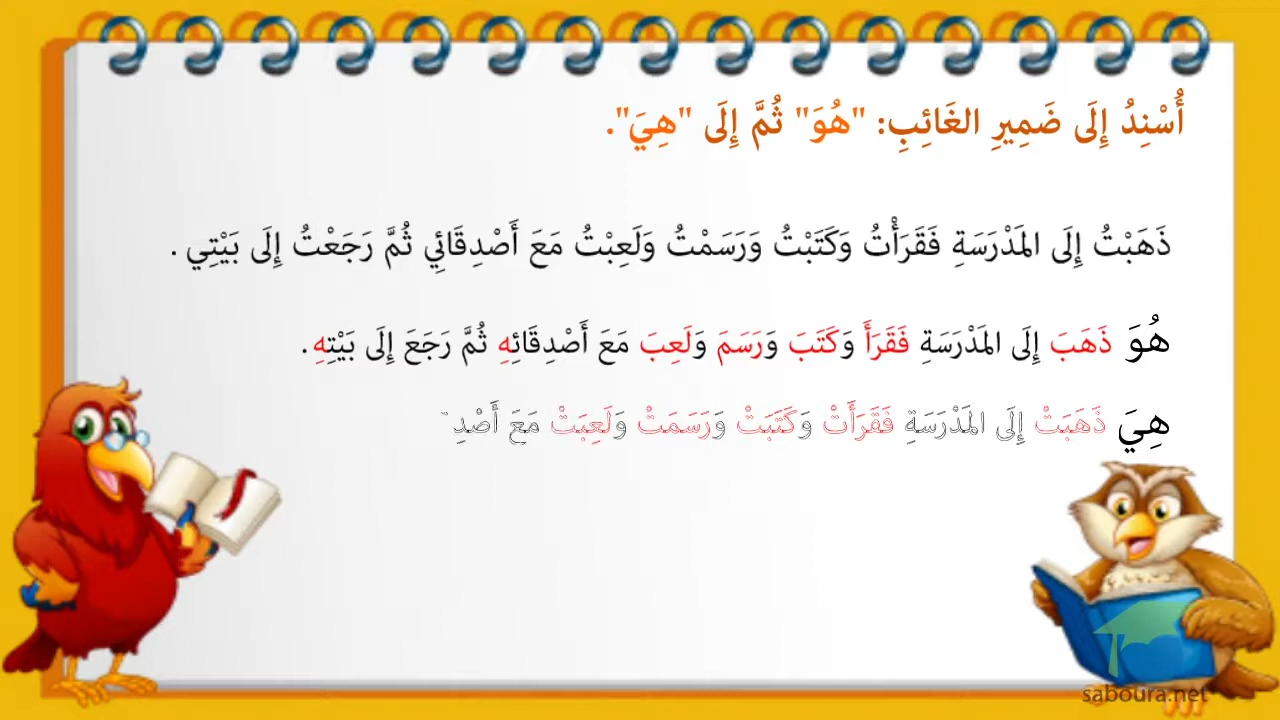 أُسْنِدُ إِلَى ضَمِيرِ الغَائِبِ: "هُوَ" ثُمَّ إِلَى "هِيَ".
ذَهَبْتُ إِلَى المَدْرَسَةِ فَقَرَأْتُ وَكَتَبْتُ وَرَسَمْتُ وَلَعِبْتُ مَعَ أَصْدِقَائِي ثُمَّ رَجَعْتُ إِلَى بَيْتِي .
هُوَ ذَهَبَ إِلَى المَدْرَسَةِ فَقَرَأَ وَكَتَبَ وَرَسَمَ وَلَعِبَ مَعَ أَصْدِقَائِهِ ثُمَّ رَجَعَ إِلَى بَيْتِهِ .
هِيَ ذَهَبَتْ إِلَى المَدْرَسَةِ فَقَرَأَتْ وَكَتَبَتْ وَرَسَمَتْ وَلَعِبَتْ مَعَ أَصْدِ
saboura.net